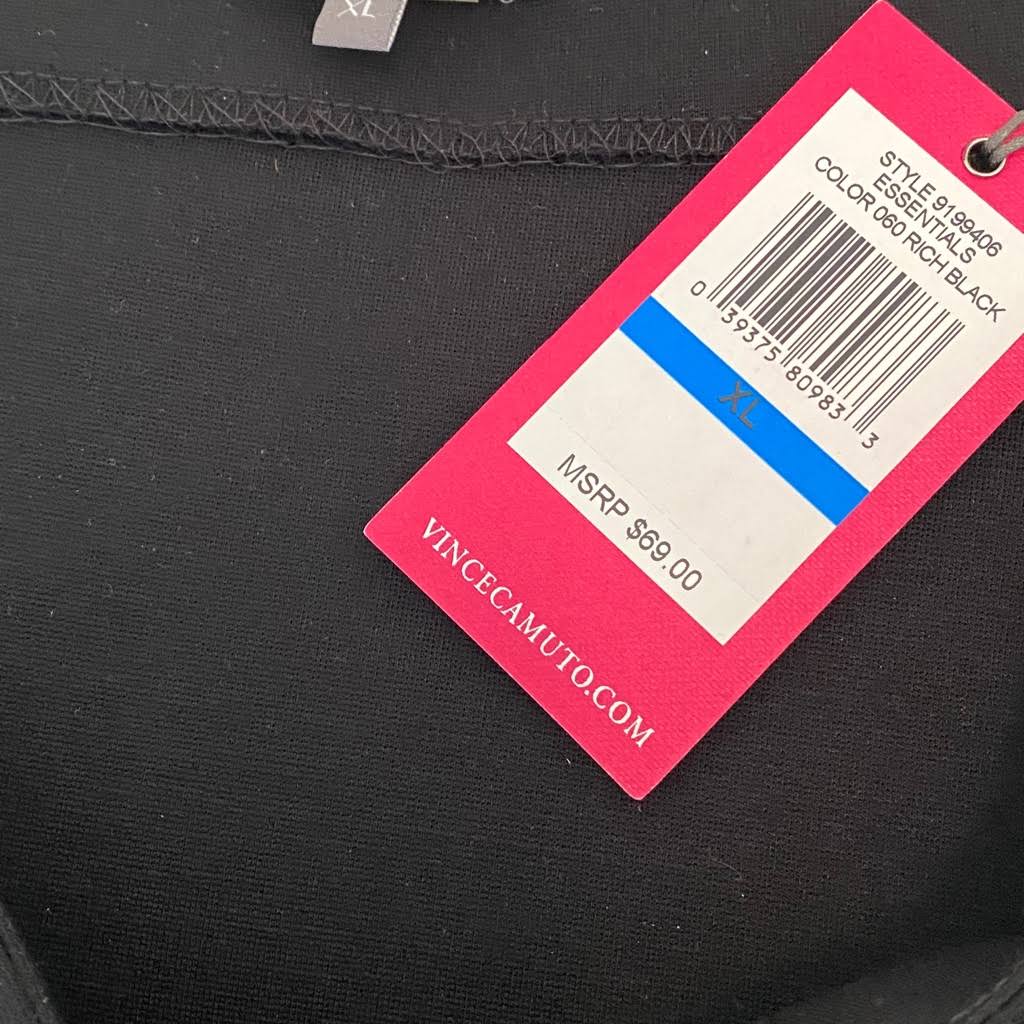 XL
STYLE 9199406
ESSENTIALS
COLOR 060 RICH BLACK
0 39375 80983 3
XL
MSRP $69.00
VINCECAMUTO.COM